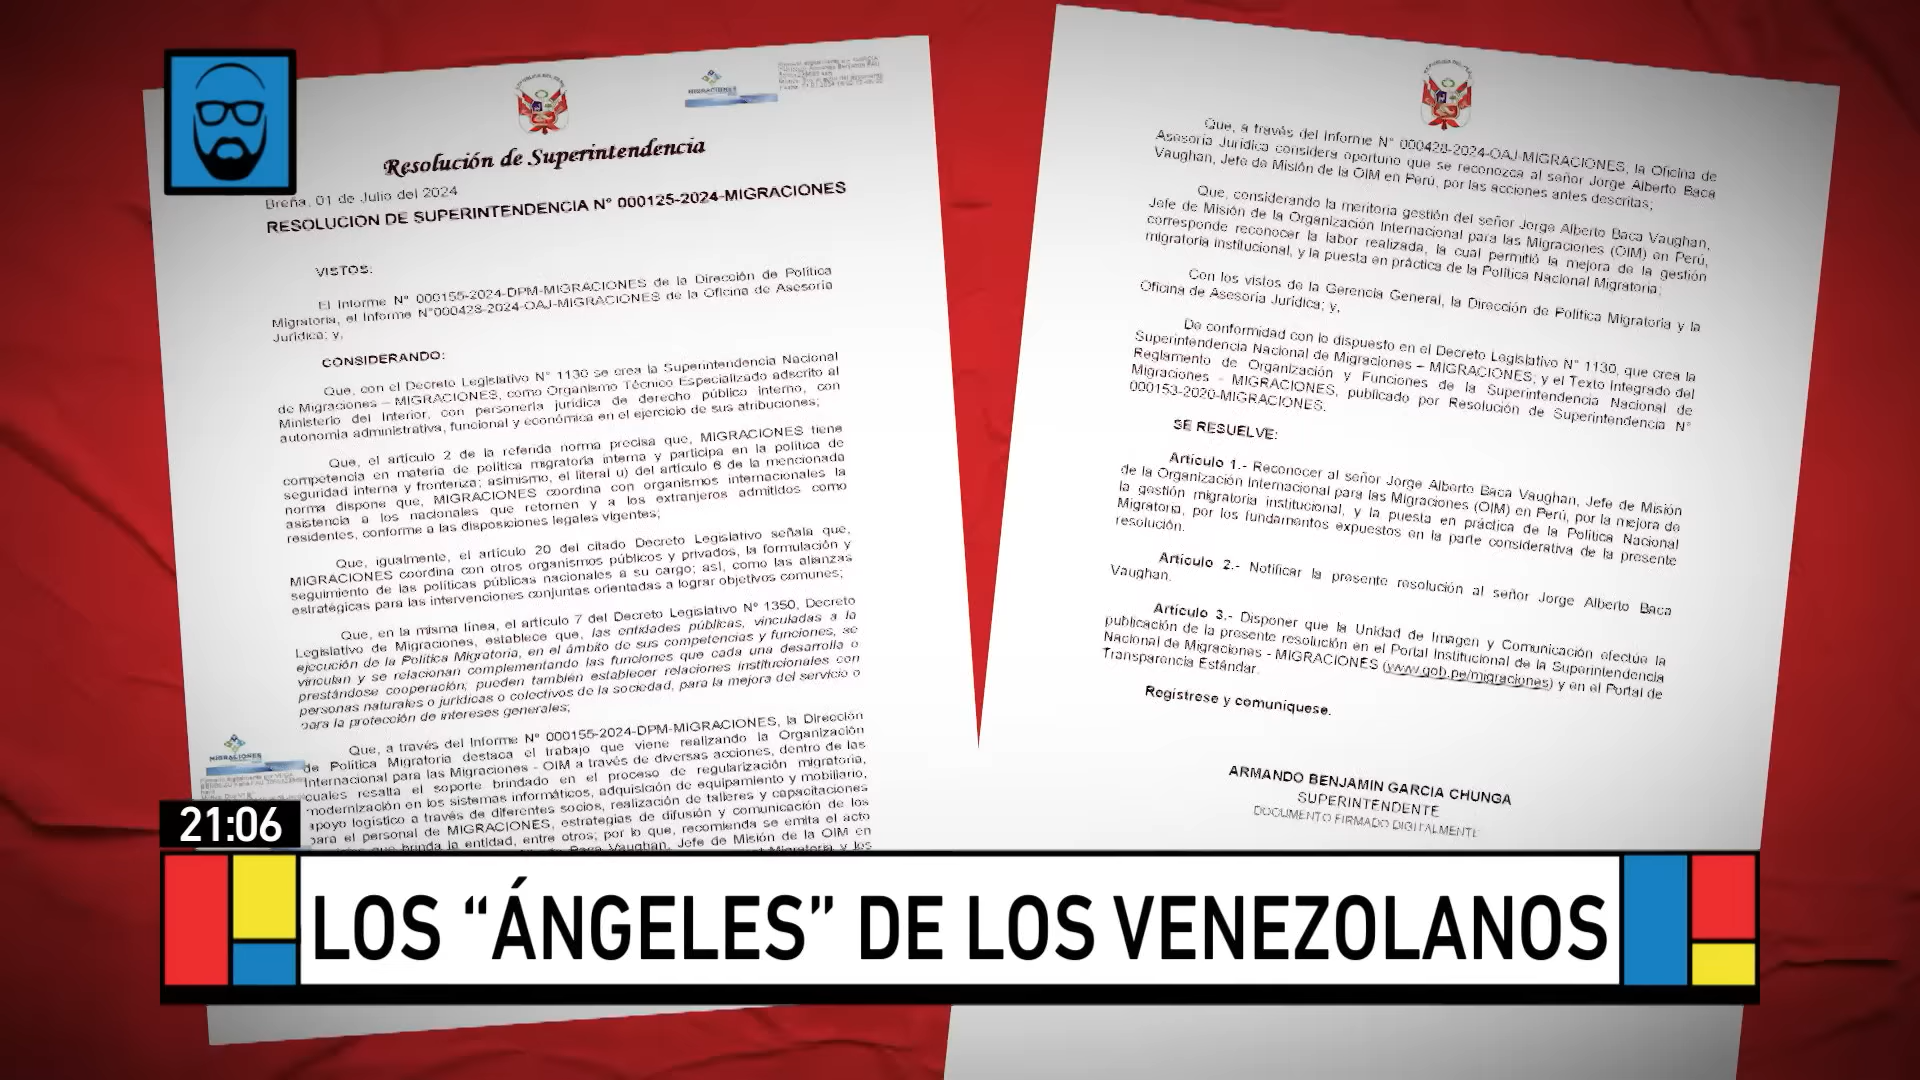 REPUBLICA DEL PERU
MIGRACIONES
Resolución de Superintendencia
Breña, 01 de Julio del 2024
RESOLUCION DE SUPERINTENDENCIA N° 000125-2024-MIGRACIONES
VISTOS:
El Informe N° 000155-2024-DPM-MIGRACIONES de la Dirección de Política
Migratoria, el Informe N°000428-2024-OAJ-MIGRACIONES de la Oficina de Asesoría
Jurídica; y,
CONSIDERANDO:
Que, con el Decreto Legislativo N° 1130 se crea la Superintendencia Nacional
de Migraciones – MIGRACIONES, como Organismo Técnico Especializado adscrito al
Ministerio del Interior, con personería jurídica de derecho público interno, con
autonomía administrativa, funcional y económica en el ejercicio de sus atribuciones;
Que, el artículo 2 de la referida norma precisa que, MIGRACIONES tiene
competencia en materia de política migratoria interna y participa en la política de
seguridad interna y fronteriza; asimismo, el literal u) del artículo 6 de la mencionada
norma dispone que, MIGRACIONES coordina con organismos internacionales la
asistencia a los nacionales que retornen y a los extranjeros admitidos como
residentes, conforme a las disposiciones legales vigentes;
Que, igualmente, el artículo 20 del citado Decreto Legislativo señala que,
MIGRACIONES coordina con otros organismos públicos y privados, la formulación y
seguimiento de las políticas públicas nacionales a su cargo; así, como las alianzas
estratégicas para las intervenciones conjuntas orientadas a lograr objetivos comunes;
Que, en la misma línea, el artículo 7 del Decreto Legislativo N° 1350, Decreto
Legislativo de Migraciones, establece que, las entidades públicas, vinculadas a la
ejecución de la Política Migratoria, en el ámbito de sus competencias y funciones, se
vinculan y se relacionan complementando las funciones que cada una desarrolla o
prestándose cooperación; pueden también establecer relaciones institucionales con
personas naturales o jurídicas o colectivos de la sociedad, para la mejora del servicio o
para la protección de intereses generales;
Que, a través del Informe N° 000155-2024-DPM-MIGRACIONES, la Dirección
de Política Migratoria destaca el trabajo que viene realizando la Organización
Internacional para las Migraciones - OIM a través de diversas acciones, dentro de las
cuales resalta el soporte brindado en el proceso de regularización migratoria,
modernización en los sistemas informáticos, adquisición de equipamiento y mobiliario,
apoyo logístico a través de diferentes socios, realización de talleres y capacitaciones
para el personal de MIGRACIONES, estrategias de difusión y comunicación de los
que brinda la entidad, entre otros; por lo que, recomienda se emita el acto
Baca Vaughan, Jefe de Misión de la OIM en
MIGRACIONES
REPUBLICA DEL PERU
Que, a través del Informe N° 000428-2024-OAJ-MIGRACIONES, la Oficina de
Asesoría Jurídica considera oportuno que se reconozca al señor Jorge Alberto Baca
Vaughan, Jefe de Misión de la OIM en Perú, por las acciones antes descritas;
Que, considerando la meritoria gestión del señor Jorge Alberto Baca Vaughan,
Jefe de Misión de la Organización Internacional para las Migraciones (OIM) en Perú,
corresponde reconocer la labor realizada, la cual permitió la mejora de la gestión
migratoria institucional, y la puesta en práctica de la Política Nacional Migratoria;
Con los vistos de la Gerencia General, la Dirección de Política Migratoria y la
Oficina de Asesoría Jurídica; y,
De conformidad con lo dispuesto en el Decreto Legislativo N° 1130, que crea la
Superintendencia Nacional de Migraciones – MIGRACIONES; y el Texto Integrado del
Reglamento de Organización y Funciones de la Superintendencia Nacional de
Migraciones - MIGRACIONES, publicado por Resolución de Superintendencia N°
000153-2020-MIGRACIONES.
SE RESUELVE:
Artículo 1.- Reconocer al señor Jorge Alberto Baca Vaughan, Jefe de Misión
de la Organización Internacional para las Migraciones (OIM) en Perú, por la mejora de
la gestión migratoria institucional, y la puesta en práctica de la Política Nacional
Migratoria, por los fundamentos expuestos en la parte considerativa de la presente
resolución.
Artículo 2.- Notificar la presente resolución al señor Jorge Alberto Baca
Vaughan.
Artículo 3.- Disponer que la Unidad de Imagen y Comunicación efectúe la
publicación de la presente resolución en el Portal Institucional de la Superintendencia
Nacional de Migraciones - MIGRACIONES (www.gob.pe/migraciones) y en el Portal de
Transparencia Estándar.
Regístrese y comuníquese.
ARMANDO BENJAMIN GARCIA CHUNGA
SUPERINTENDENTE
DOCUMENTO FIRMADO DIGITALMENTE
21:06
LOS “ÁNGELES” DE LOS VENEZOLANOS